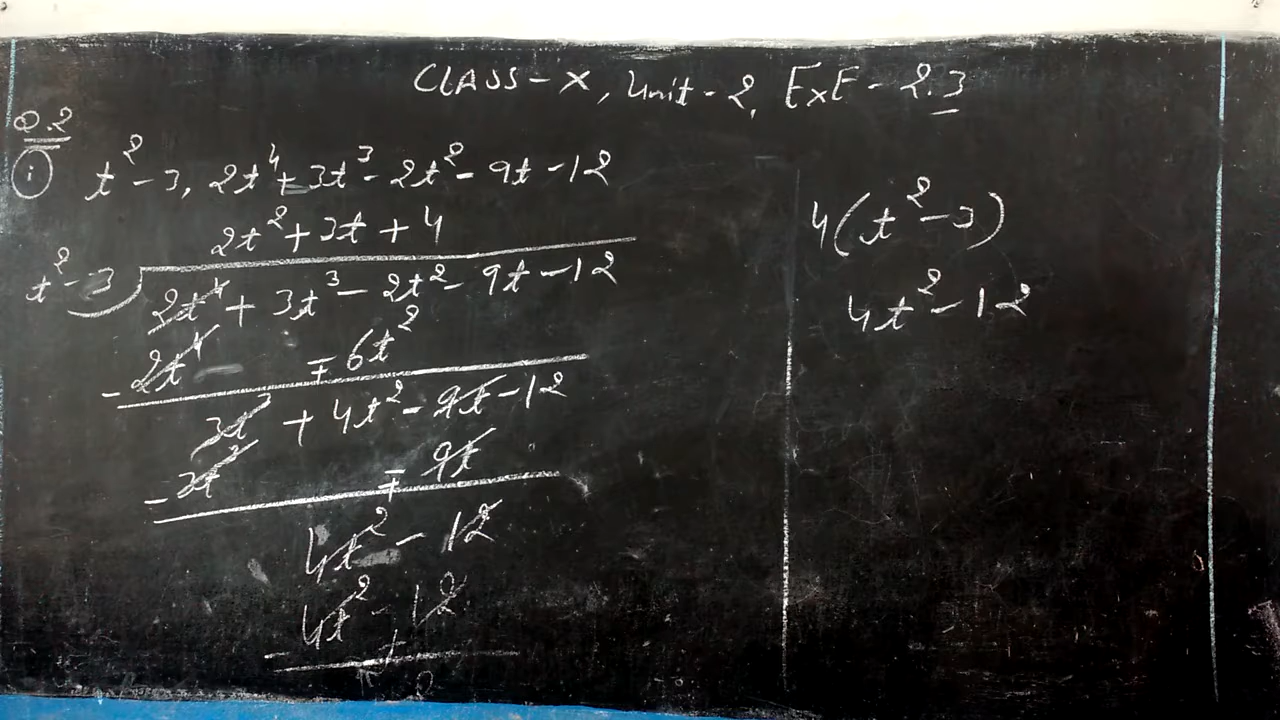 CLASS-X, Unit-2, ExE-2.3
Q.2
(i) t²-3, 2t⁴+3t³-2t²-9t-12
2t²+3t+4
t²-3) 2t⁴+3t³-2t²-9t-12
-2t⁴ ∓6t²
3t³+4t²-9t-12
-3t³ ∓9t
4t²-12
4t²-12
- +
4(t²-3)
4t²-12